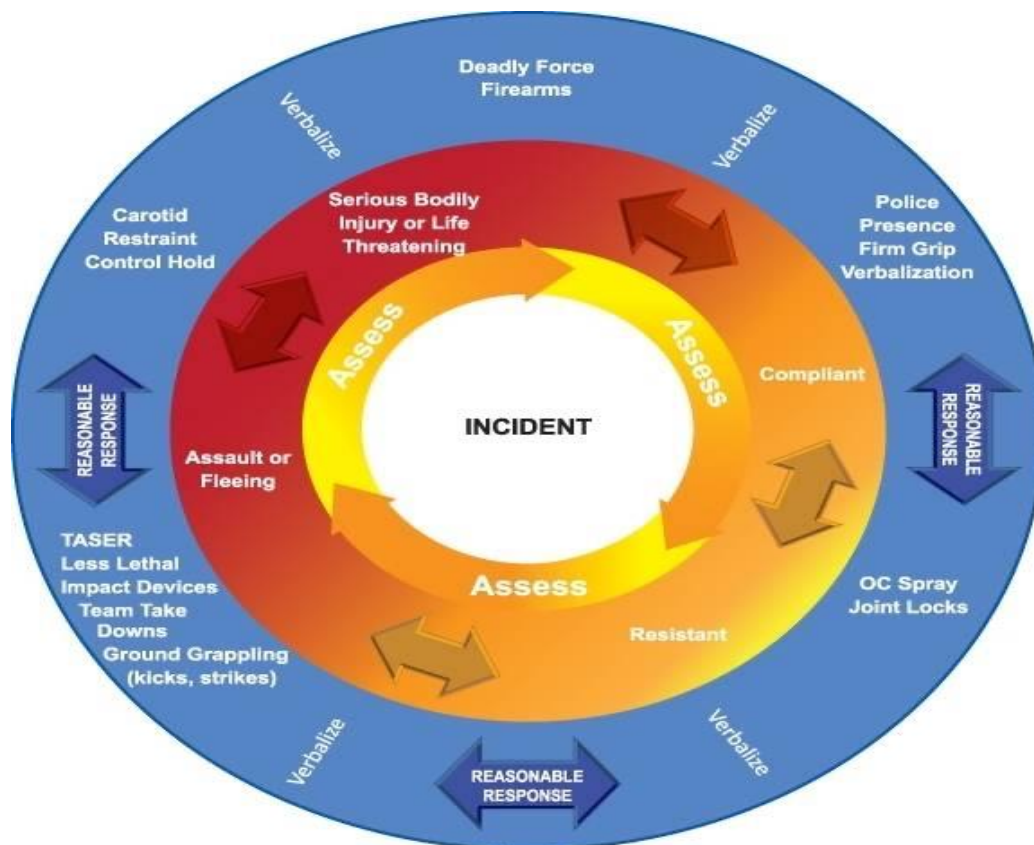 Deadly Force
Firearms
Verbalize
Verbalize
Carotid
Restraint
Control Hold
Serious Bodily
Injury or Life
Threatening
Police
Presence
Firm Grip
Verbalization
Assess
Assess
Compliant
INCIDENT
REASONABLE
RESPONSE
REASONABLE
RESPONSE
Assault or
Fleeing
TASER
Less Lethal
Impact Devices
Team Take
Downs
Ground Grappling
(kicks, strikes)
Assess
OC Spray
Joint Locks
Resistant
Verbalize
Verbalize
REASONABLE
RESPONSE